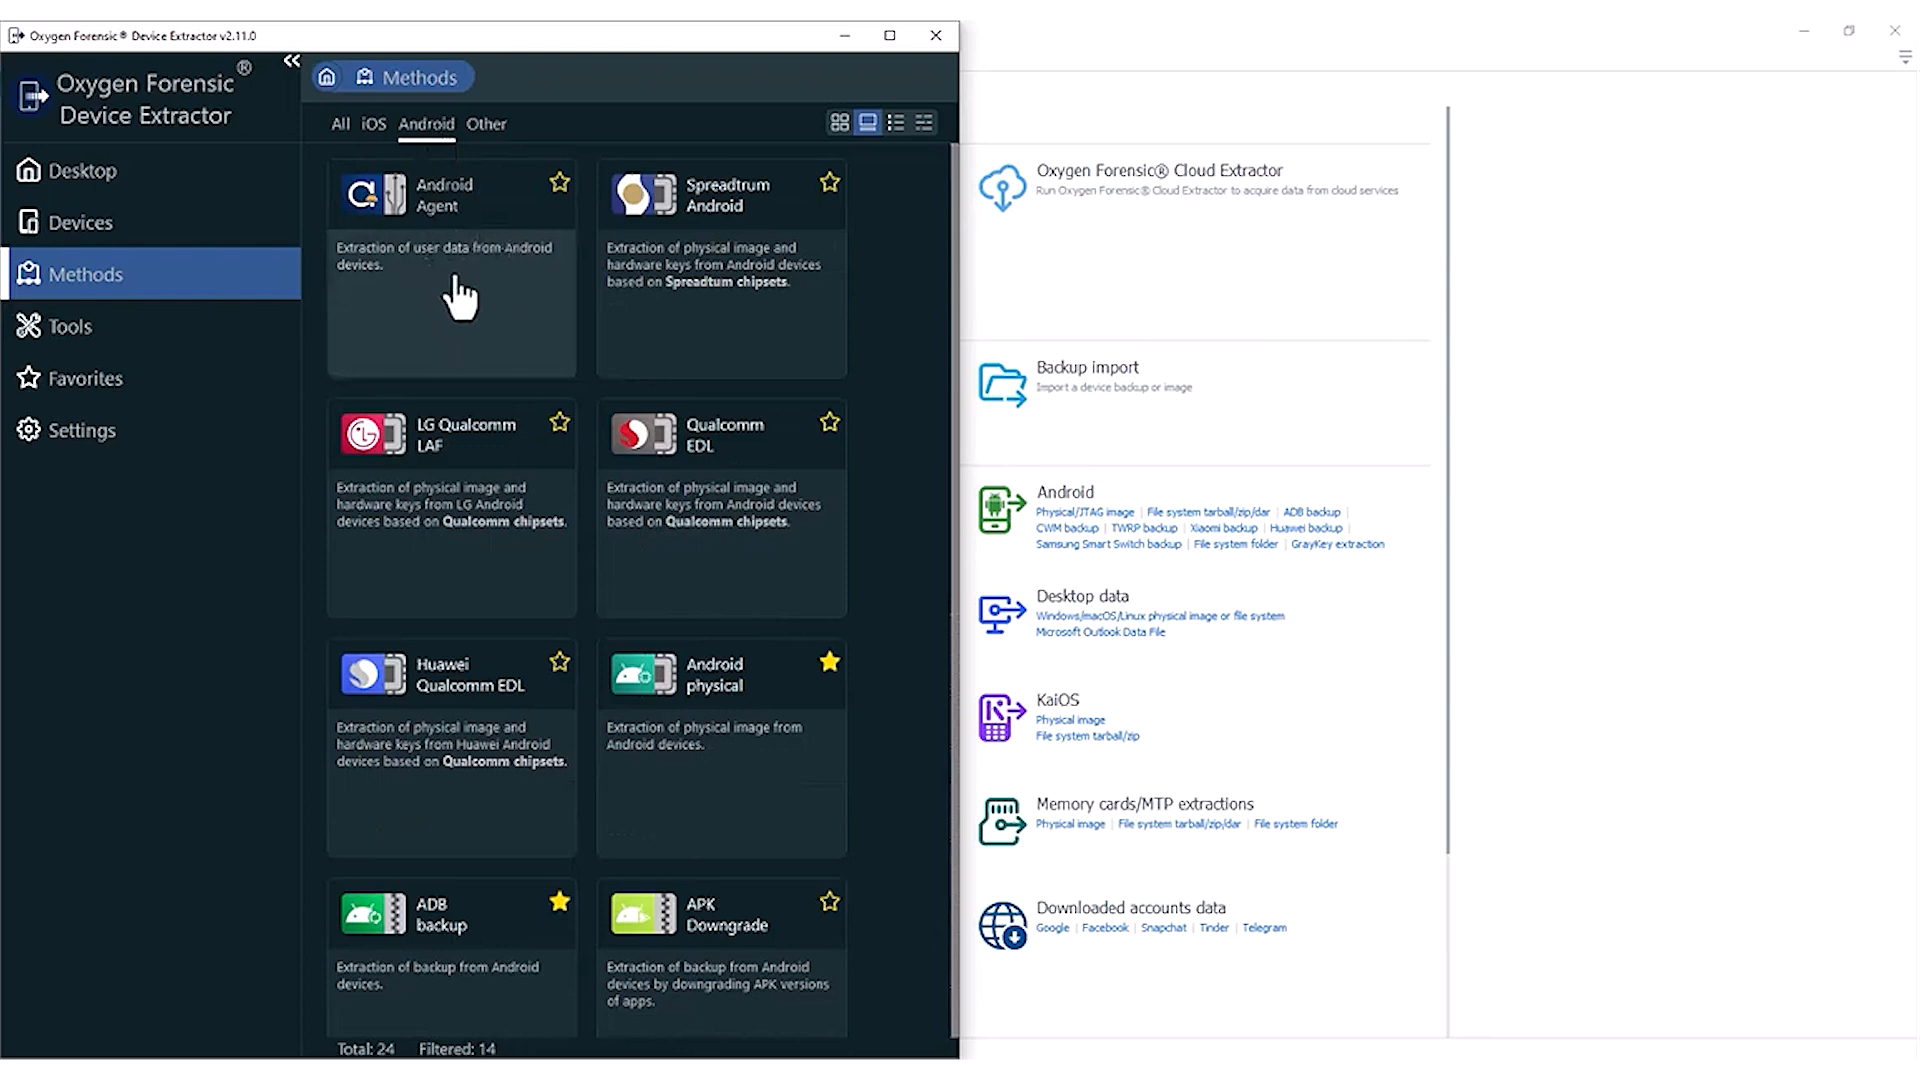 Oxygen Forensic® Device Extractor v2.11.0
Oxygen Forensic®
Device Extractor
Desktop
Devices
Methods
Tools
Favorites
Settings
Methods
All iOS Android Other
Android
Agent
Extraction of user data from Android
devices.
Spreadtrum
Android
Extraction of physical image and
hardware keys from Android devices
based on Spreadtum chipsets.
LG Qualcomm
LAF
Extraction of physical image and
hardware keys from LG Android
devices based on Qualcomm chipsets.
Qualcomm
EDL
Extraction of physical image and
hardware keys from Android devices
based on Qualcomm chipsets.
Huawei
Qualcomm EDL
Extraction of physical image and
hardware keys from Huawei Android
devices based on Qualcomm chipsets.
Android
physical
Extraction of physical image from
Android devices.
ADB
backup
Extraction of backup from Android
devices.
APK
Downgrade
Extraction of backup from Android
devices by downgrading APK versions
of apps.
Total: 24 Filtered: 14
Oxygen Forensic® Cloud Extractor
Run Oxygen Forensic® Cloud Extractor to acquire data from cloud services
Backup import
Import a device backup or image
Android
Physical/JTAG image | File system tarball/zip/dar | ADB backup |
CWM backup | TWRP backup | Xiaomi backup | Huawei backup |
Samsung Smart Switch backup | File system folder | GrayKey extraction
Desktop data
Windows/macOS/Linux physical image or file system
Microsoft Outlook Data File
KaiOS
Physical image
File system tarball/zip
Memory cards/MTP extractions
Physical image | File system tarball/zip/dar | File system folder
Downloaded accounts data
Google | Facebook | Snapchat | Tinder | Telegram